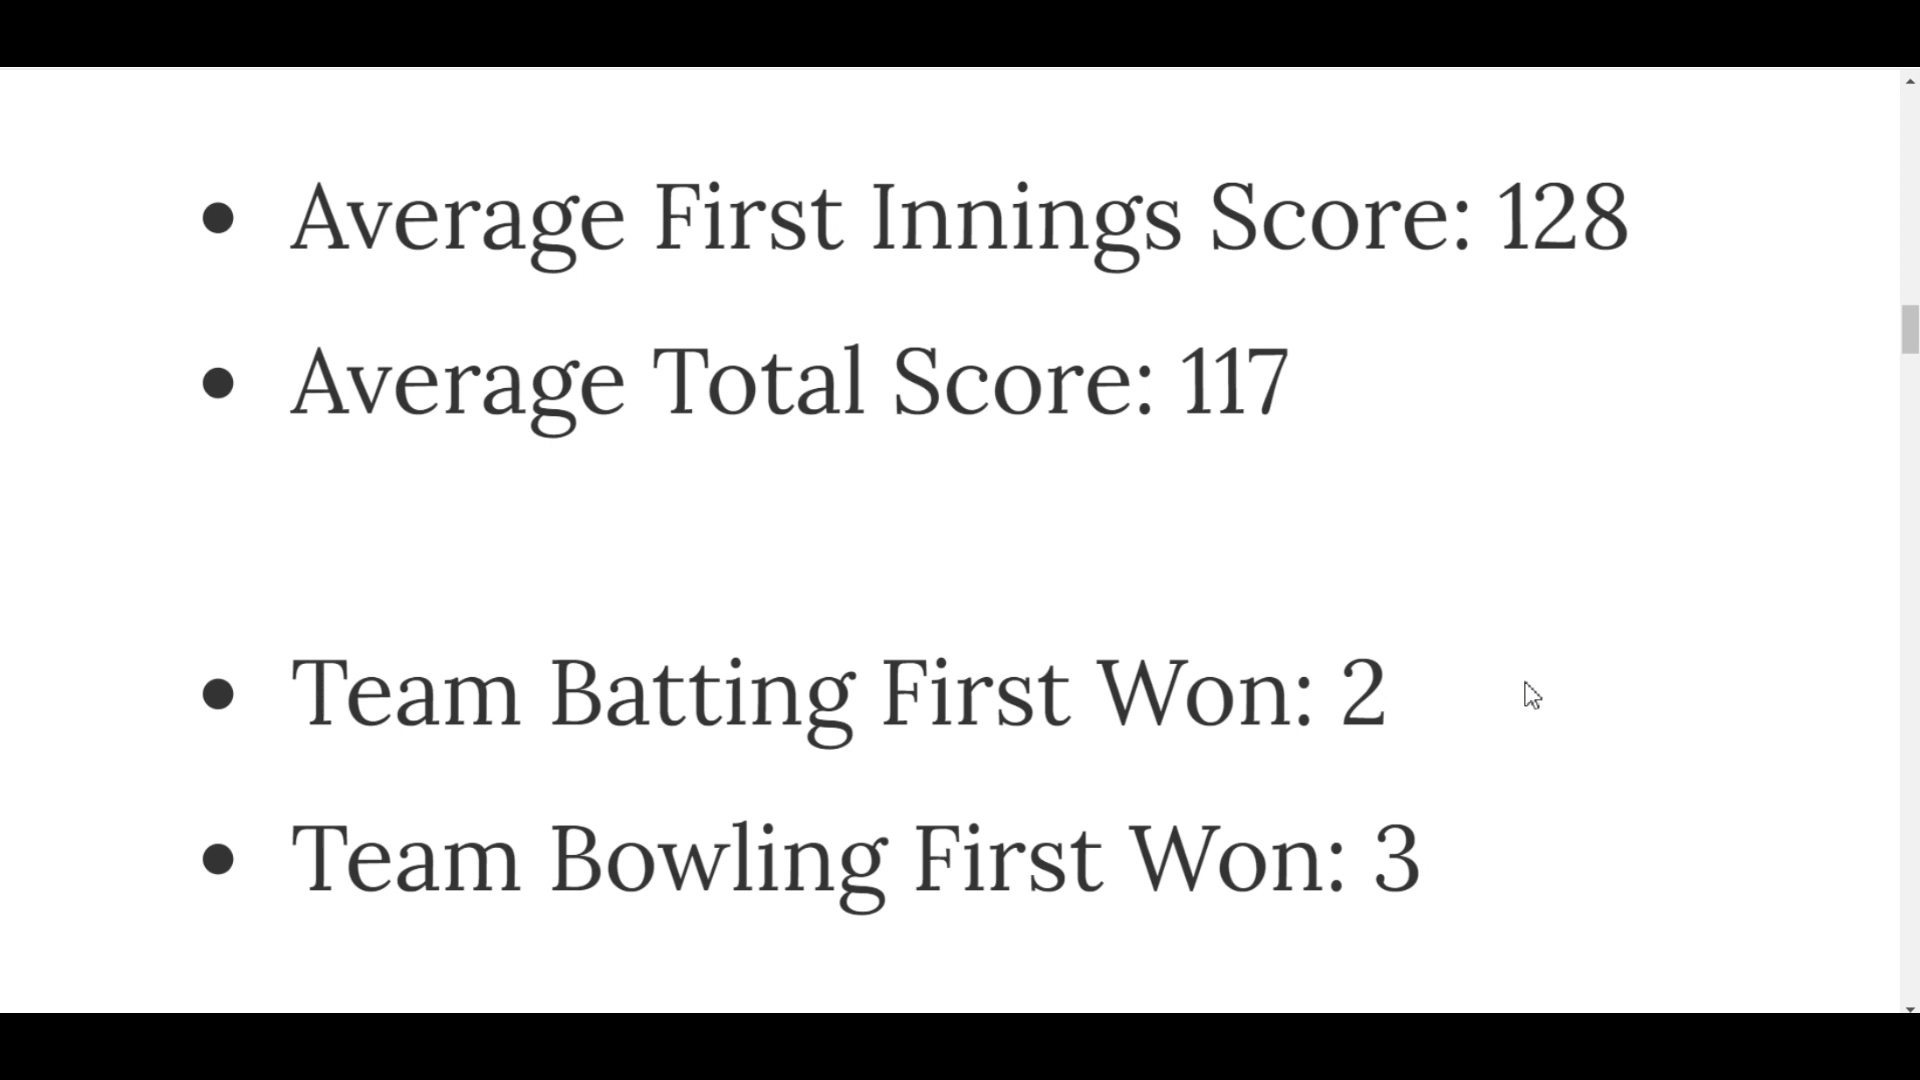 • Average First Innings Score: 128
• Average Total Score: 117
• Team Batting First Won: 2
• Team Bowling First Won: 3